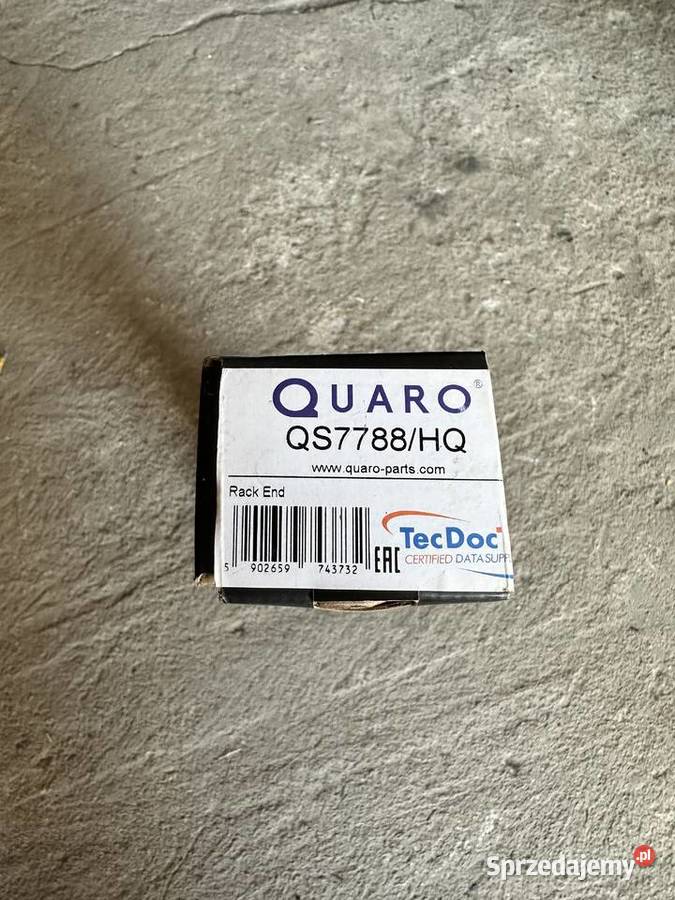 QUARO®
QS7788/HQ
www.quaro-parts.com
Rack End
5 902659 743732
EAC
TecDoc
CERTIFIED DATA SUPP
Sprzedajemy.pl